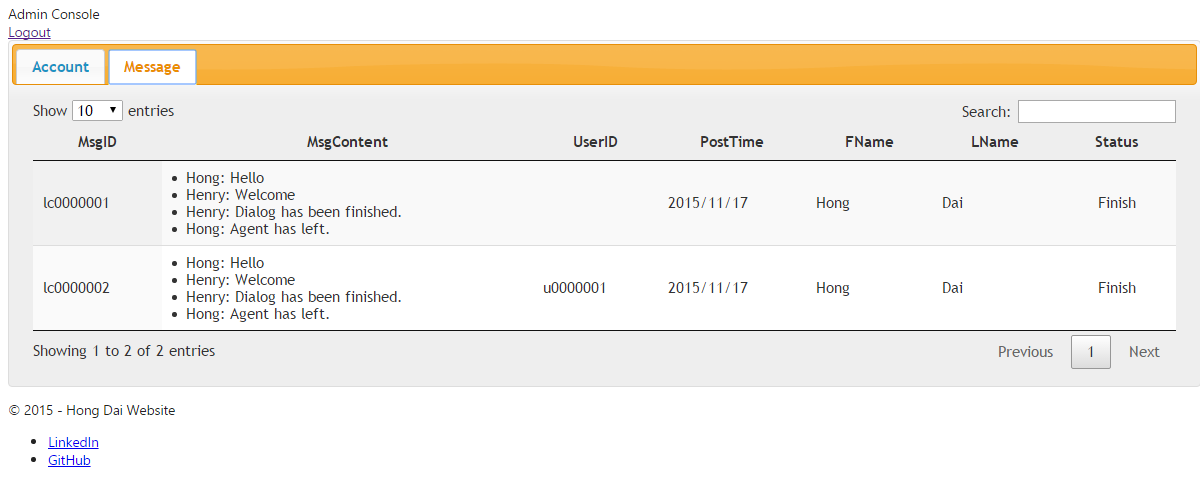 Admin Console
Logout
Account Message
Show 10 entries Search:
MsgID MsgContent UserID PostTime FName LName Status
Hong: Hello
Henry: Welcome
lc0000001 2015/11/17 Hong Dai Finish
Henry: Dialog has been finished.
Hong: Agent has left.
Hong: Hello
Henry: Welcome
lc0000002 u0000001 2015/11/17 Hong Dai Finish
Henry: Dialog has been finished.
Hong: Agent has left.
Showing 1 to 2 of 2 entries Previous 1 Next
© 2015 - Hong Dai Website
LinkedIn
GitHub